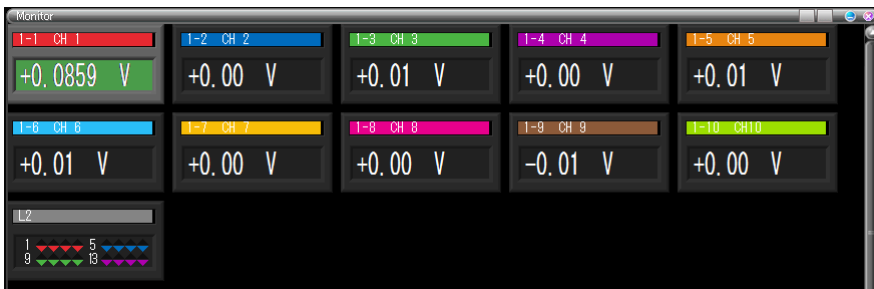 Monitor
1-1 CH 1
1-2 CH 2
1-3 CH 3
1-4 CH 4
1-5 CH 5
+0.0859 V
+0.00 V
+0.01 V
+0.00 V
+0.01 V
1-6 CH 6
1-7 CH 7
1-8 CH 8
1-9 CH 9
1-10 CH10
+0.01 V
+0.00 V
+0.00 V
-0.01 V
+0.00 V
L2
1 5
9 13